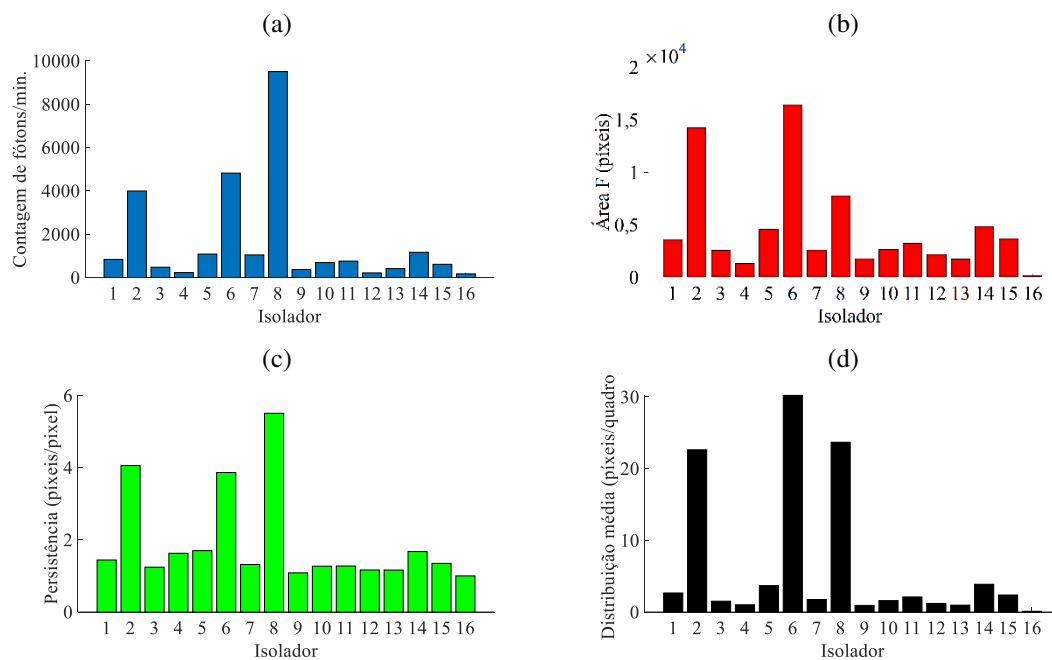 (a)
Contagem de fótons/min.
10000
8000
6000
4000
2000
0
1 2 3 4 5 6 7 8 9 10 11 12 13 14 15 16
Isolador
(b)
Área F (píxeis)
2 ×10⁴
1,5
1
0,5
0
1 2 3 4 5 6 7 8 9 10 11 12 13 14 15 16
Isolador
(c)
Persistência (píxeis/pixel)
6
4
2
0
1 2 3 4 5 6 7 8 9 10 11 12 13 14 15 16
Isolador
(d)
Distribuição média (píxeis/quadro)
30
20
10
0
1 2 3 4 5 6 7 8 9 10 11 12 13 14 15 16
Isolador